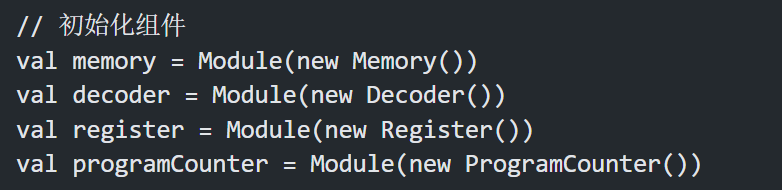 // 初始化组件
val memory = Module(new Memory())
val decoder = Module(new Decoder())
val register = Module(new Register())
val programCounter = Module(new ProgramCounter())